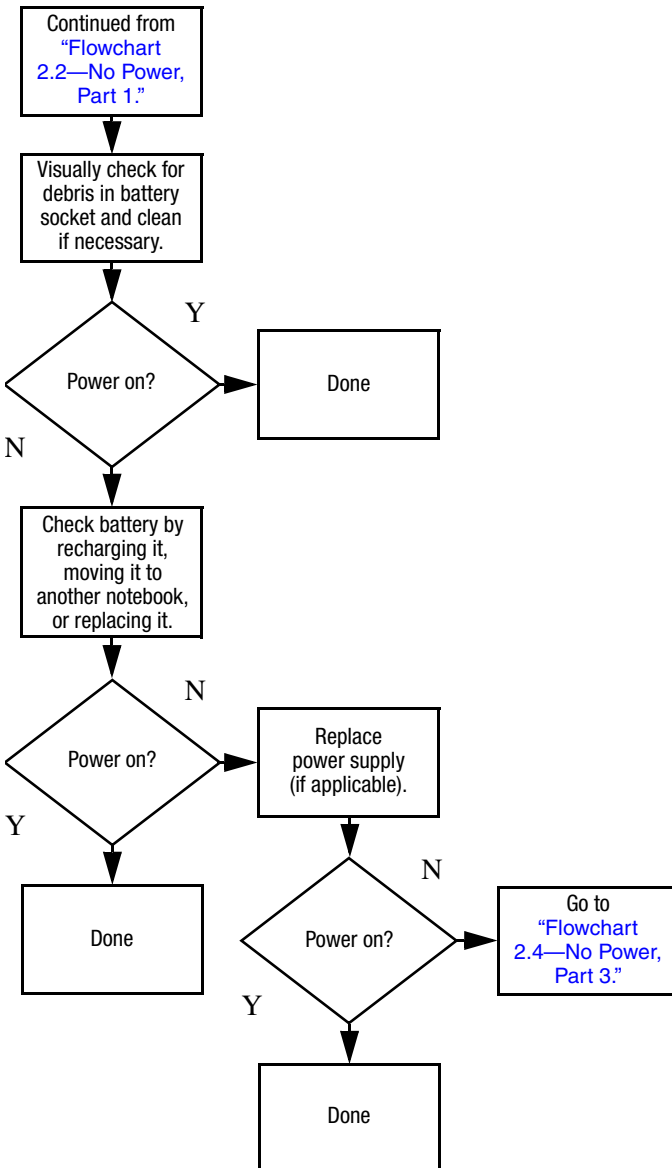 Continued from
“Flowchart
2.2—No Power,
Part 1.”
Visually check for
debris in battery
socket and clean
if necessary.
Y
Power on?
Done
N
Check battery by
recharging it,
moving it to
another notebook,
or replacing it.
N
Power on?
Replace
power supply
(if applicable).
Y
Done
N
Power on?
Go to
“Flowchart
2.4—No Power,
Part 3.”
Y
Done